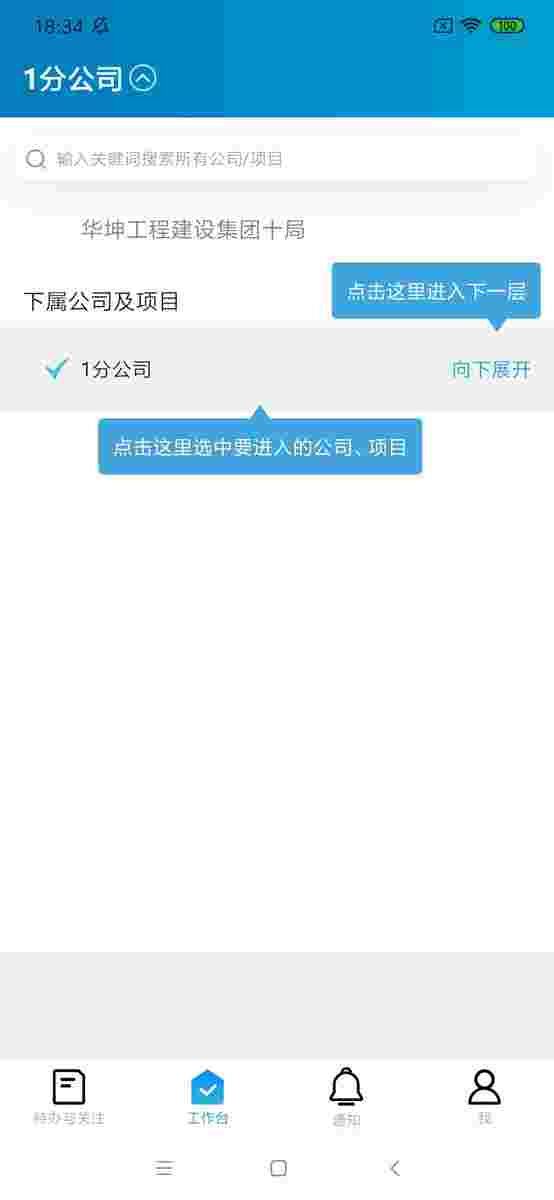 18:34
100
1分公司
输入关键词搜索所有公司/项目
华坤工程建设集团十局
点击这里进入下一层
下属公司及项目
1分公司
向下展开
点击这里选中要进入的公司、项目
待办与关注
工作台
通知
我